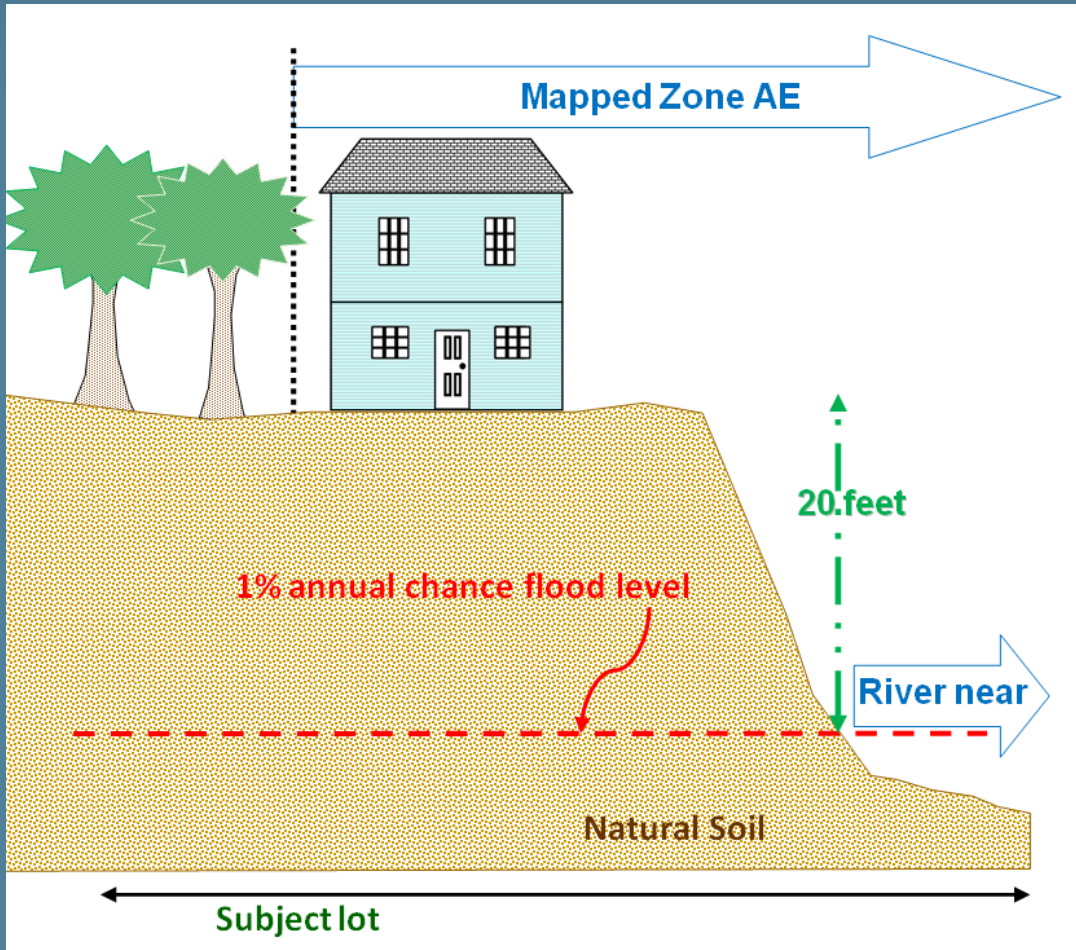 Mapped Zone AE
20 feet
1% annual chance flood level
River near
Natural Soil
Subject lot